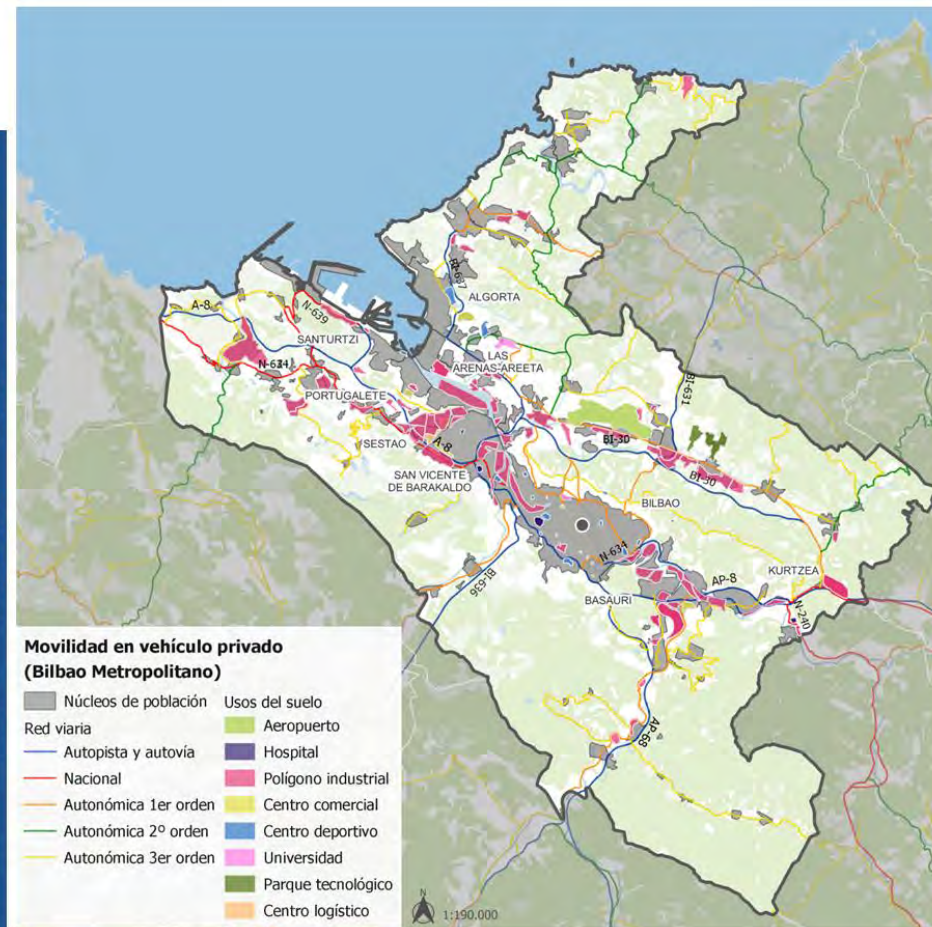 A-8
N-639
BI-637
ALGORTA
SANTURTZI
LAS
ARENAS-AREETA
BI-631
N-634
PORTUGALETE
SESTAO
A-8
BI-30
BI-30
SAN VICENTE
DE BARAKALDO
BILBAO
N-634
KURTZEA
AP-8
BI-636
BASAURI
N-240
AP-68
Movilidad en vehículo privado
(Bilbao Metropolitano)
Núcleos de población
Red viaria
Autopista y autovía
Nacional
Autonómica 1er orden
Autonómica 2º orden
Autonómica 3er orden
Usos del suelo
Aeropuerto
Hospital
Polígono industrial
Centro comercial
Centro deportivo
Universidad
Parque tecnológico
Centro logístico
N
1:190.000